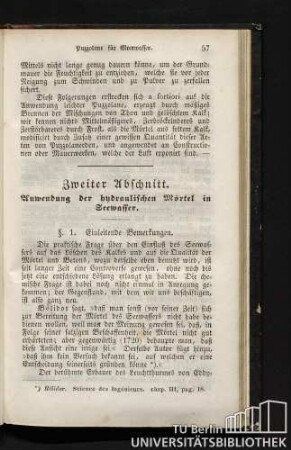 Puzzolane für Meerwasser. 57
Mittels nicht lange genug dauern könne, um der Grund-
mauer die Feuchtigkeit zu entziehen, welche sie vor jeder
Neigung zum Schwinden und zu Pulver zu zerfallen
sichert.
Diese Folgerungen erstrecken sich a fortiori auf die
Anwendung leichter Puzzolane, erzeugt durch mäßiges
Brennen des Mischungen von Thon und gelöschten Kalk;
wir kennen nichts Mittelmäßigeres, Zerbröckelnderes und
Zerstörbareres durch Frost, als die Mörtel aus fettem Kalk,
modificirt durch Zusatz einer gewissen Quantität dieser Arten
von Puzzolanerden, und angewendet an Constructio-
nen oder Mauerwerken, welche der Luft exponirt sind. —
Zweiter Abschnitt.
Anwendung der hydraulischen Mörtel in
Seewasser.
§. 1. Einleitende Bemerkungen.
Die praktische Frage über den Einfluß des Seewas-
sers auf das Löschen des Kalkes und auf die Qualität der
Mörtel und Betons, wozu derselbe eben benutzt wird, ist
seit langer Zeit eine Controverse gewesen, ohne noch bis
jetzt eine entschiedene Lösung erlangt zu haben. Die che-
mische Frage ist dabei noch nicht einmal in Anregung ge-
kommen; der Gegenstand, mit dem wir uns beschäftigen, ist
also ganz neu.
Bélidor sagt, daß man sonst (vor seiner Zeit) sich
zur Bereitung der Mörtel des Seewassers nicht habe be-
dienen wollen, weil man der Meinung gewesen sei, daß, in
Folge seiner salzigen Beschaffenheit, die Mörtel nicht gut
erhärteten; aber gegenwärtig (1720) behaupte man, daß
diese Ansicht eine irrige sei. Derselbe Autor fügt hinzu,
»daß ihm kein Versuch bekannt sei, auf welchen er die
eine Behauptung einerseits gründen könne *).«
Der berühmte Erbauer des Leuchtthurmes von Eddy-
*) Bélidor. Science des Ingenieurs. chap. III, pag. 10.
TU Berlin
UNIVERSITÄTSBIBLIOTHEK